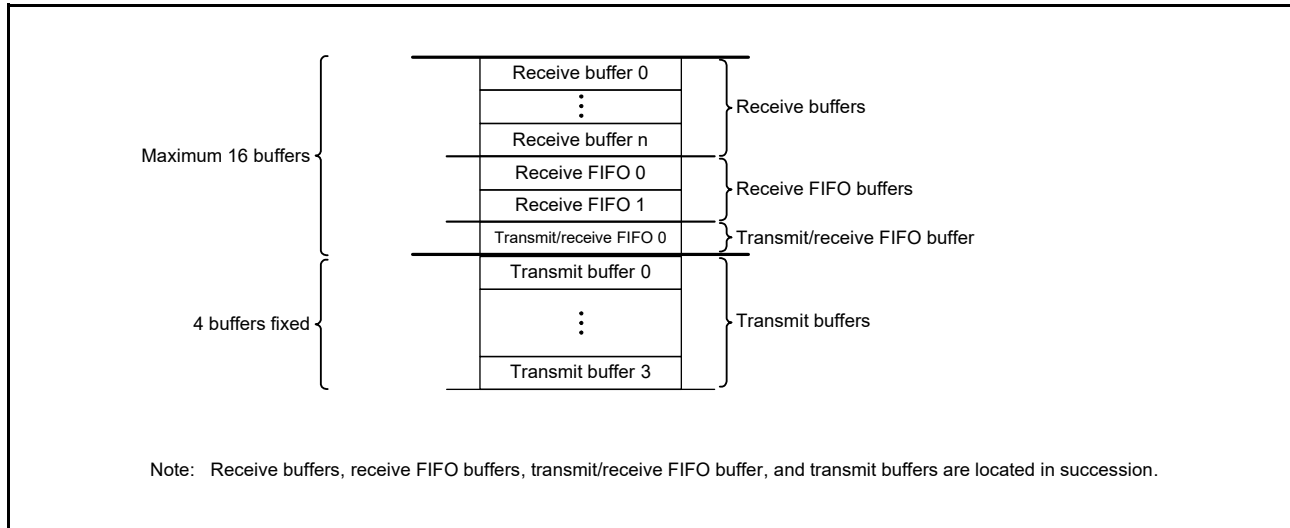 Receive buffer 0
Receive buffers
Receive buffer n
Maximum 16 buffers
Receive FIFO 0
Receive FIFO buffers
Receive FIFO 1
Transmit/receive FIFO 0
Transmit/receive FIFO buffer
Transmit buffer 0
4 buffers fixed
Transmit buffers
Transmit buffer 3
Note: Receive buffers, receive FIFO buffers, transmit/receive FIFO buffer, and transmit buffers are located in succession.